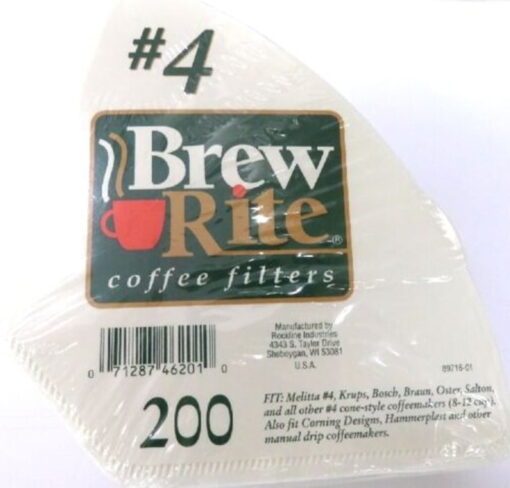 #4
Brew
Rite®
coffee filters
Manufactured by
Rockline Industries
4343 S. Taylor Drive
Sheboygan, WI 53081
U.S.A.
0 71287 46201 0
89716-01
200
FIT: Melitta #4, Krups, Bosch, Braun, Oster, Salton,
and all other #4 cone-style coffeemakers (8-12 cup).
Also fit Corning Designs, Hammerplast and other
manual drip coffeemakers.